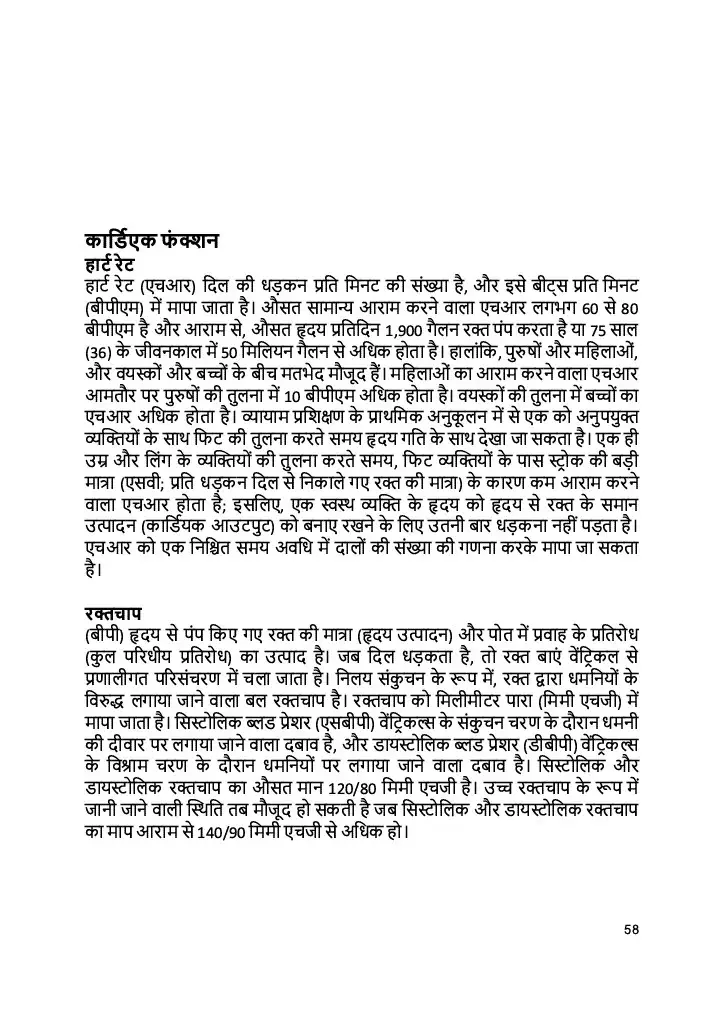 कार्डिएक फंक्शन
हार्ट रेट
हार्ट रेट (एचआर) दिल की धड़कन प्रति मिनट की संख्या है, और इसे बीट्स प्रति मिनट
(बीपीएम) में मापा जाता है। औसत सामान्य आराम करने वाला एचआर लगभग 60 से 80
बीपीएम है और आराम से, औसत हृदय प्रतिदिन 1,900 गैलन रक्त पंप करता है या 75 साल
(36) के जीवनकाल में 50 मिलियन गैलन से अधिक होता है। हालांकि, पुरुषों और महिलाओं,
और वयस्कों और बच्चों के बीच मतभेद मौजूद हैं। महिलाओं का आराम करने वाला एचआर
आमतौर पर पुरुषों की तुलना में 10 बीपीएम अधिक होता है। वयस्कों की तुलना में बच्चों का
एचआर अधिक होता है। व्यायाम प्रशिक्षण के प्राथमिक अनुकूलन में से एक को अनुपयुक्त
व्यक्तियों के साथ फिट की तुलना करते समय हृदय गति के साथ देखा जा सकता है। एक ही
उम्र और लिंग के व्यक्तियों की तुलना करते समय, फिट व्यक्तियों के पास स्ट्रोक की बड़ी
मात्रा (एसवी; प्रति धड़कन दिल से निकाले गए रक्त की मात्रा) के कारण कम आराम करने
वाला एचआर होता है; इसलिए, एक स्वस्थ व्यक्ति के हृदय को हृदय से रक्त के समान
उत्पादन (कार्डियक आउटपुट) को बनाए रखने के लिए उतनी बार धड़कना नहीं पड़ता है।
एचआर को एक निश्चित समय अवधि में दालों की संख्या की गणना करके मापा जा सकता
है।
रक्तचाप
(बीपी) हृदय से पंप किए गए रक्त की मात्रा (हृदय उत्पादन) और पोत में प्रवाह के प्रतिरोध
(कुल परिधीय प्रतिरोध) का उत्पाद है। जब दिल धड़कता है, तो रक्त बाएं वेंट्रिकल से
प्रणालीगत परिसंचरण में चला जाता है। निलय संकुचन के रूप में, रक्त द्वारा धमनियों के
विरुद्ध लगाया जाने वाला बल रक्तचाप है। रक्तचाप को मिलीमीटर पारा (मिमी एचजी) में
मापा जाता है। सिस्टोलिक ब्लड प्रेशर (एसबीपी) वेंट्रिकल्स के संकुचन चरण के दौरान धमनी
की दीवार पर लगाया जाने वाला दबाव है, और डायस्टोलिक ब्लड प्रेशर (डीबीपी) वेंट्रिकल्स
के विश्राम चरण के दौरान धमनियों पर लगाया जाने वाला दबाव है। सिस्टोलिक और
डायस्टोलिक रक्तचाप का औसत मान 120/80 मिमी एचजी है। उच्च रक्तचाप के रूप में
जानी जाने वाली स्थिति तब मौजूद हो सकती है जब सिस्टोलिक और डायस्टोलिक रक्तचाप
का माप आराम से 140/90 मिमी एचजी से अधिक हो।
58